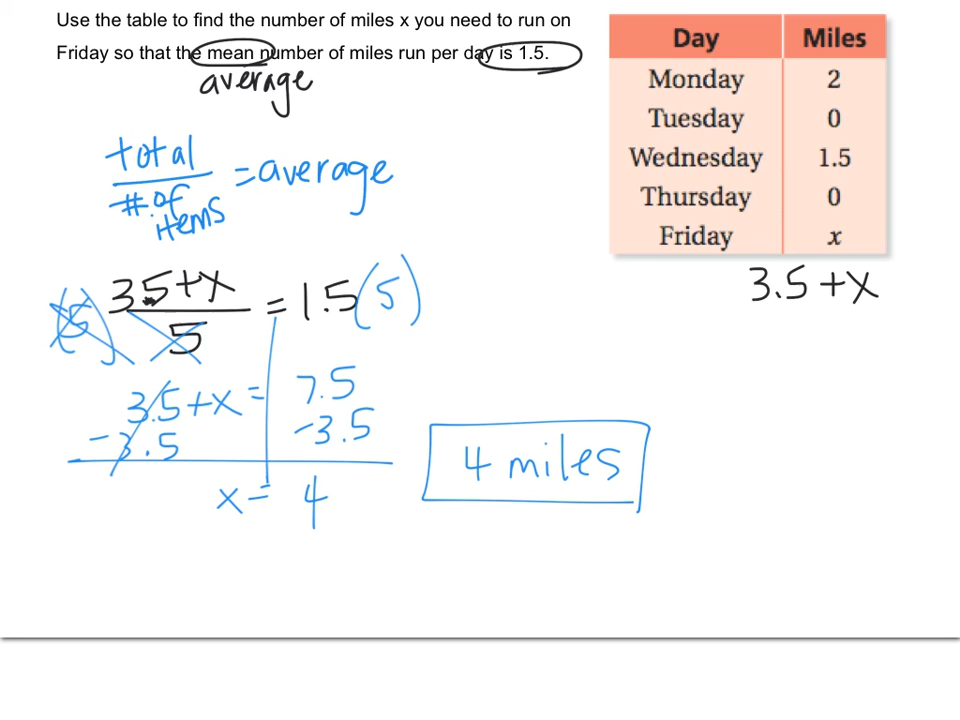 Use the table to find the number of miles x you need to run on
Friday so that the mean number of miles run per day is 1.5.
average
total
# of
items
= average
(5) 3.5+x = 1.5(5)
5
3.5+x = 7.5
-3.5 -3.5
x = 4
4 miles
Day Miles
Monday 2
Tuesday 0
Wednesday 1.5
Thursday 0
Friday x
3.5+x